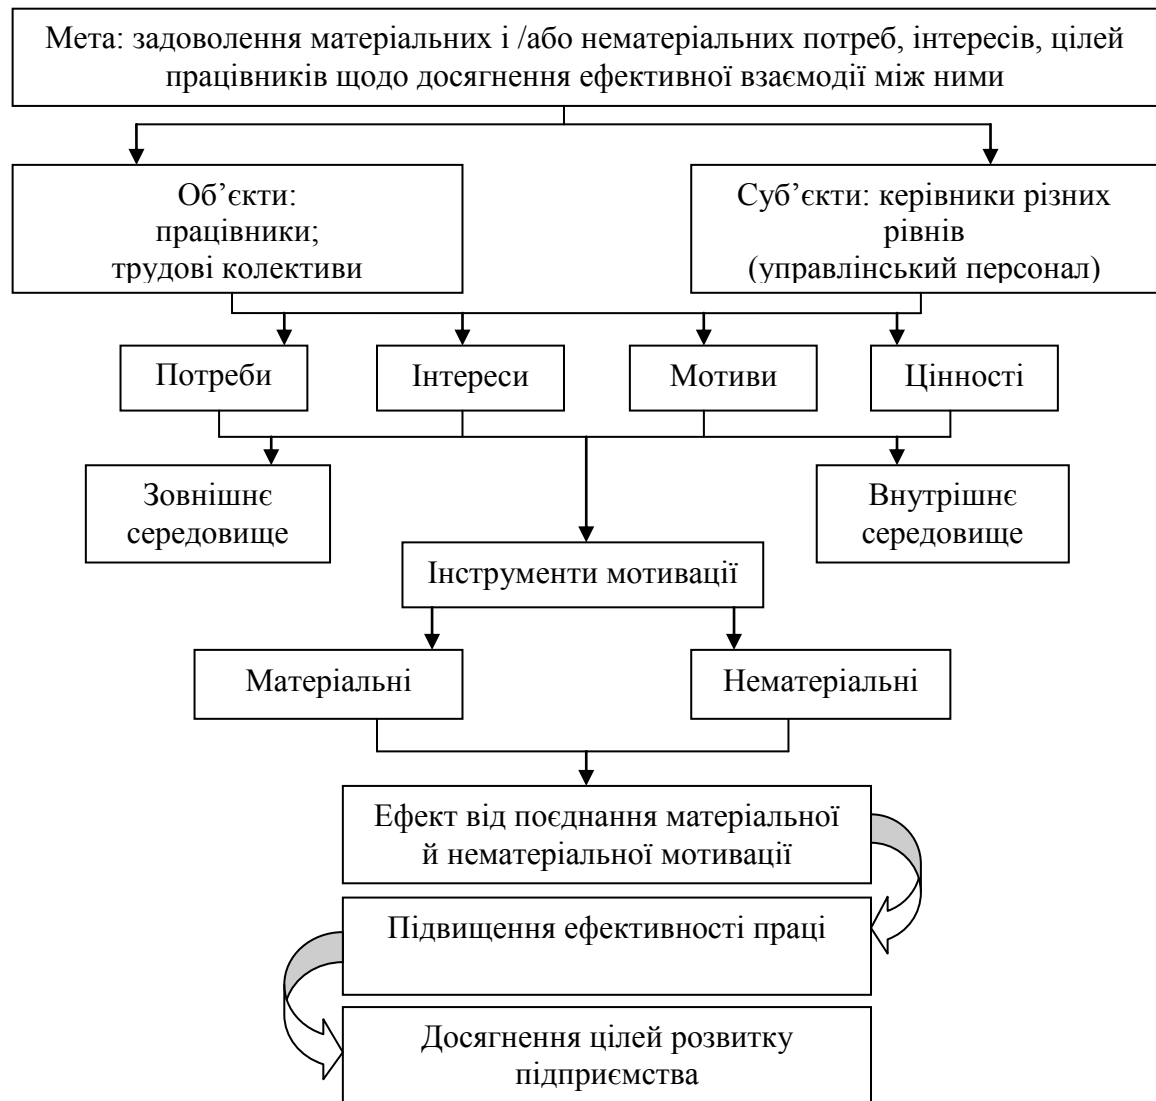 Мета: задоволення матеріальних і /або нематеріальних потреб, інтересів, цілей
працівників щодо досягнення ефективної взаємодії між ними
Об’єкти:
працівники;
трудові колективи
Суб’єкти: керівники різних
рівнів
(управлінський персонал)
Потреби
Інтереси
Мотиви
Цінності
Зовнішнє
середовище
Внутрішнє
середовище
Інструменти мотивації
Матеріальні
Нематеріальні
Ефект від поєднання матеріальної
й нематеріальної мотивації
Підвищення ефективності праці
Досягнення цілей розвитку
підприємства